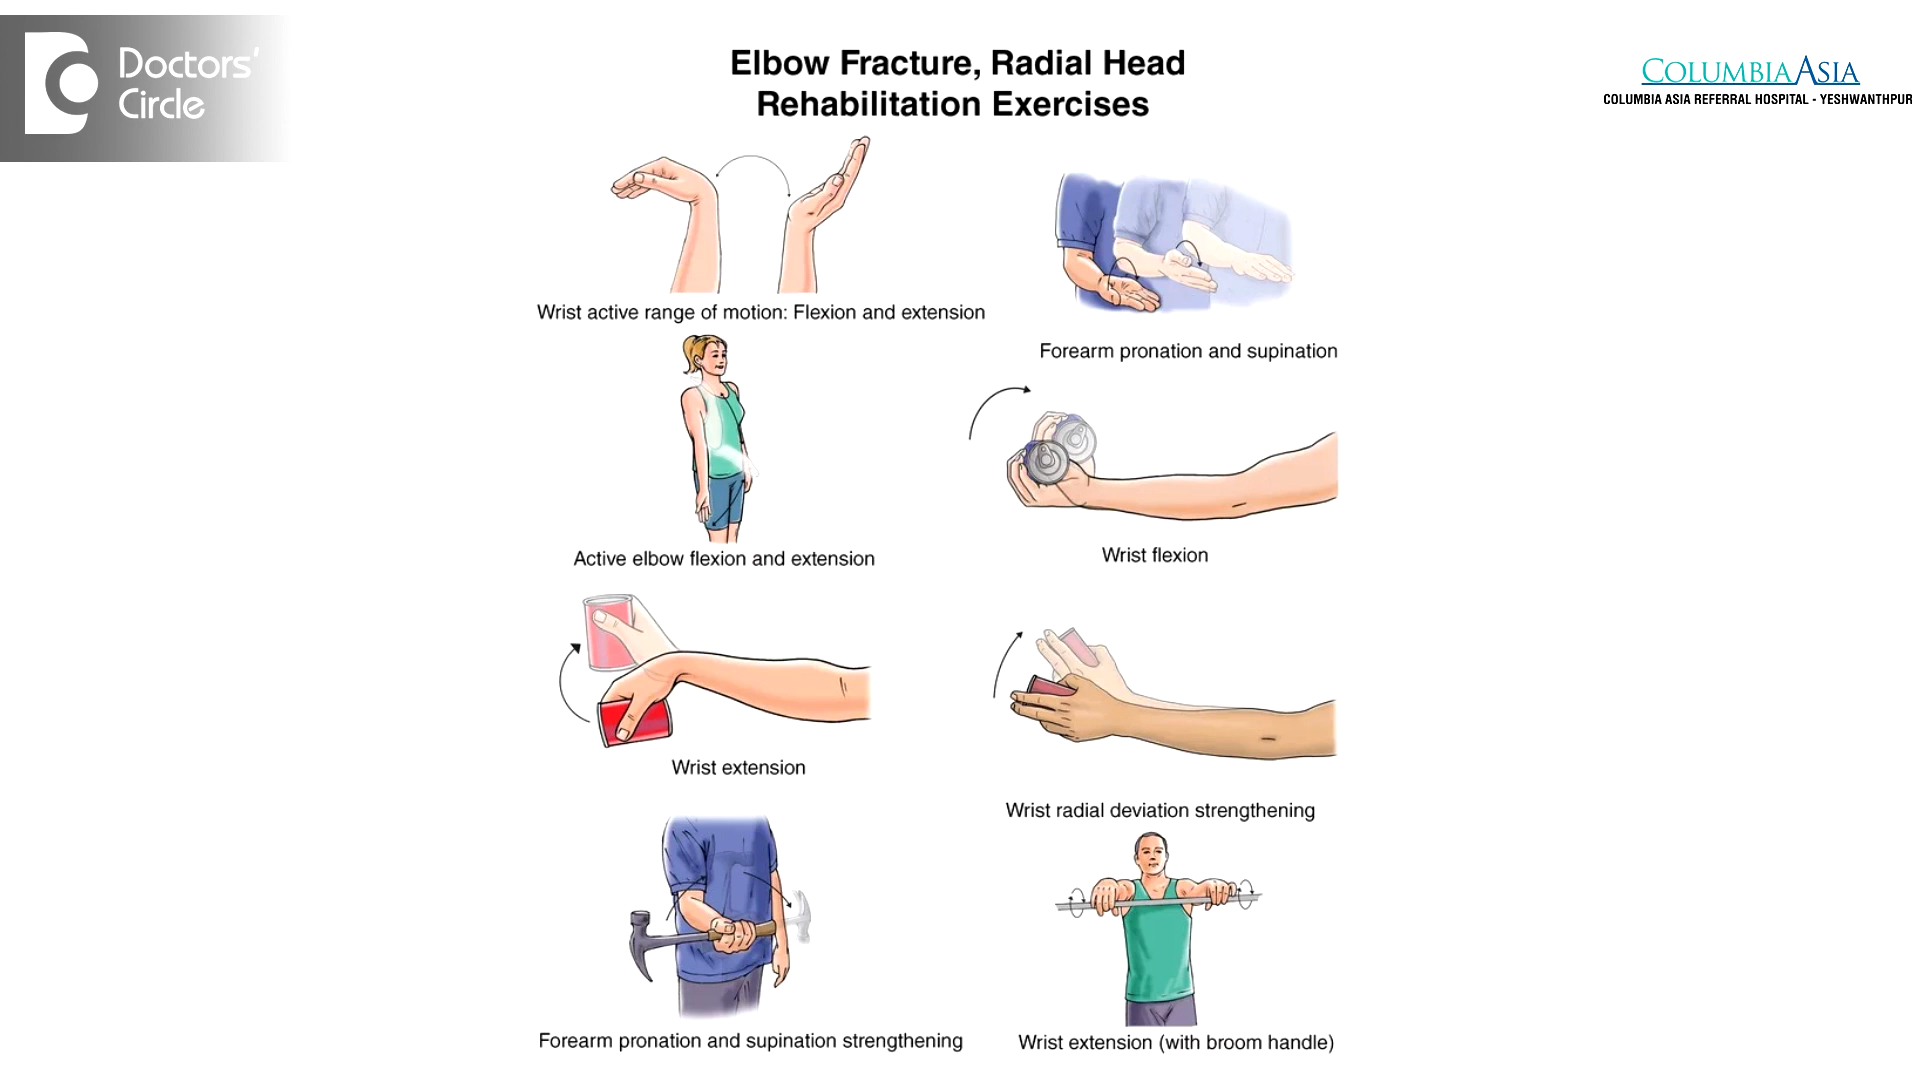 Doctors'
Circle
Elbow Fracture, Radial Head
Rehabilitation Exercises
COLUMBIAASIA
COLUMBIA ASIA REFERRAL HOSPITAL - YESHWANTHPUR
Wrist active range of motion: Flexion and extension
Forearm pronation and supination
Active elbow flexion and extension
Wrist flexion
Wrist extension
Wrist radial deviation strengthening
Forearm pronation and supination strengthening
Wrist extension (with broom handle)